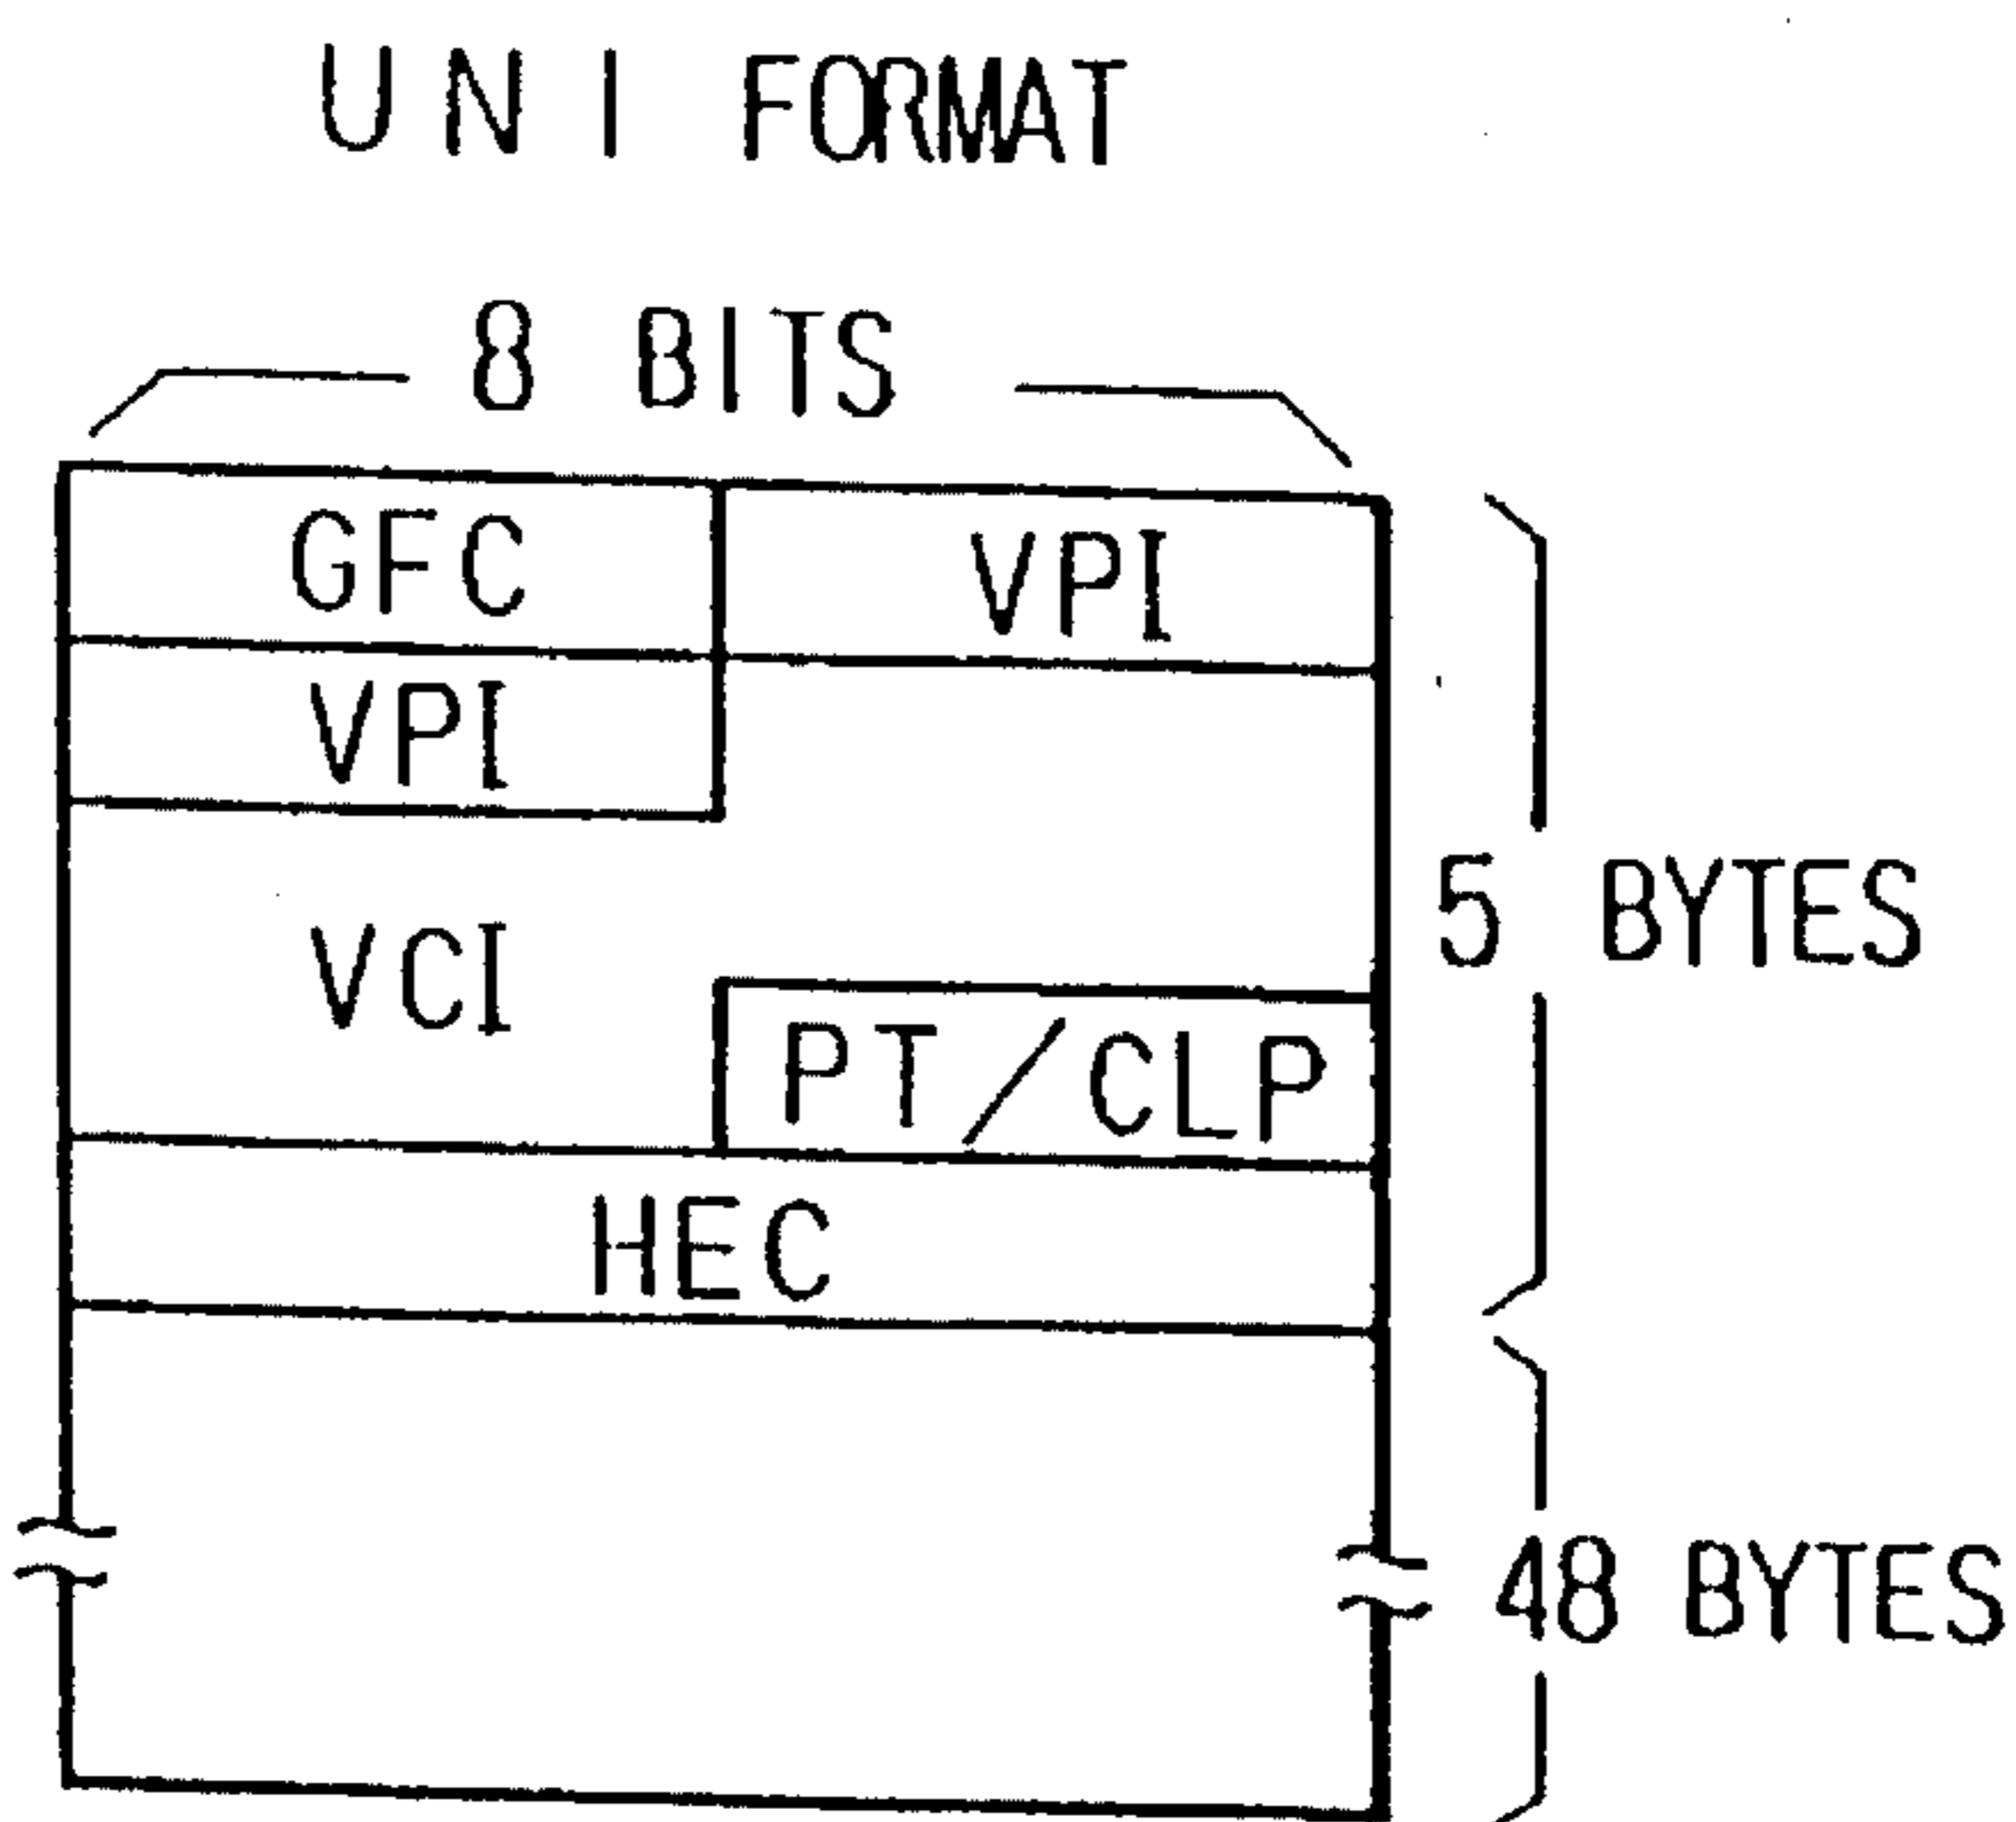 UNI FORMAT
8 BITS
GFC
VPI
VPI
VCI
5 BYTES
PT/CLP
HEC
48 BYTES